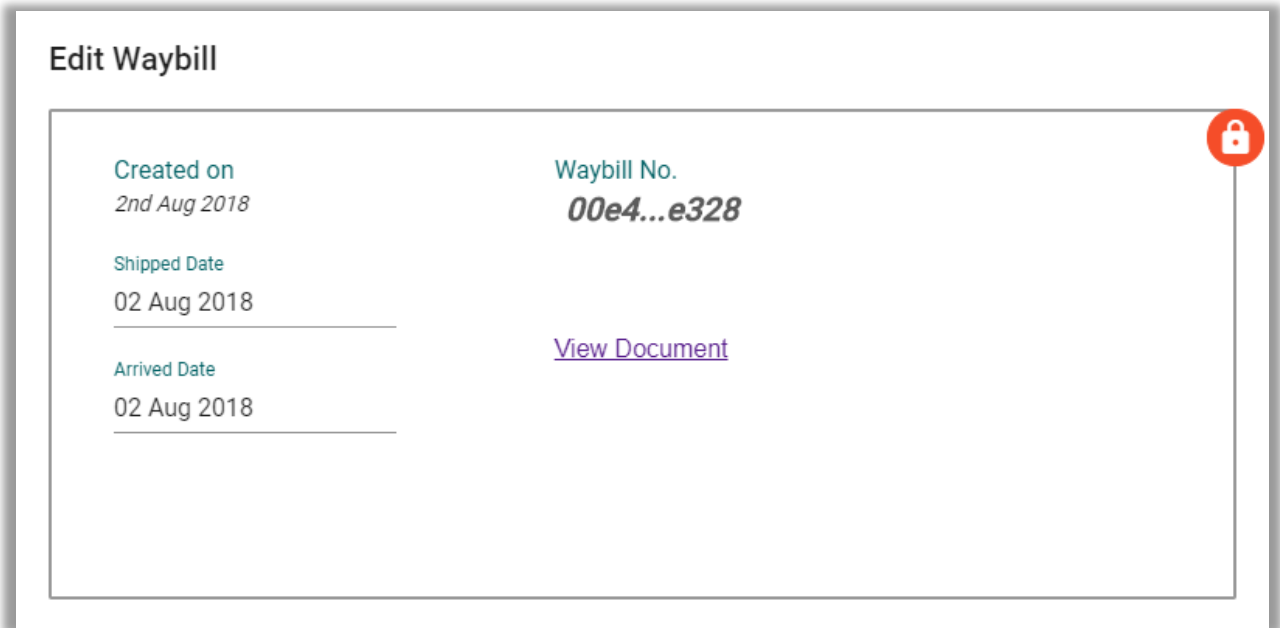 Edit Waybill
Created on
2nd Aug 2018
Shipped Date
02 Aug 2018
Arrived Date
02 Aug 2018
Waybill No.
00e4...e328
View Document